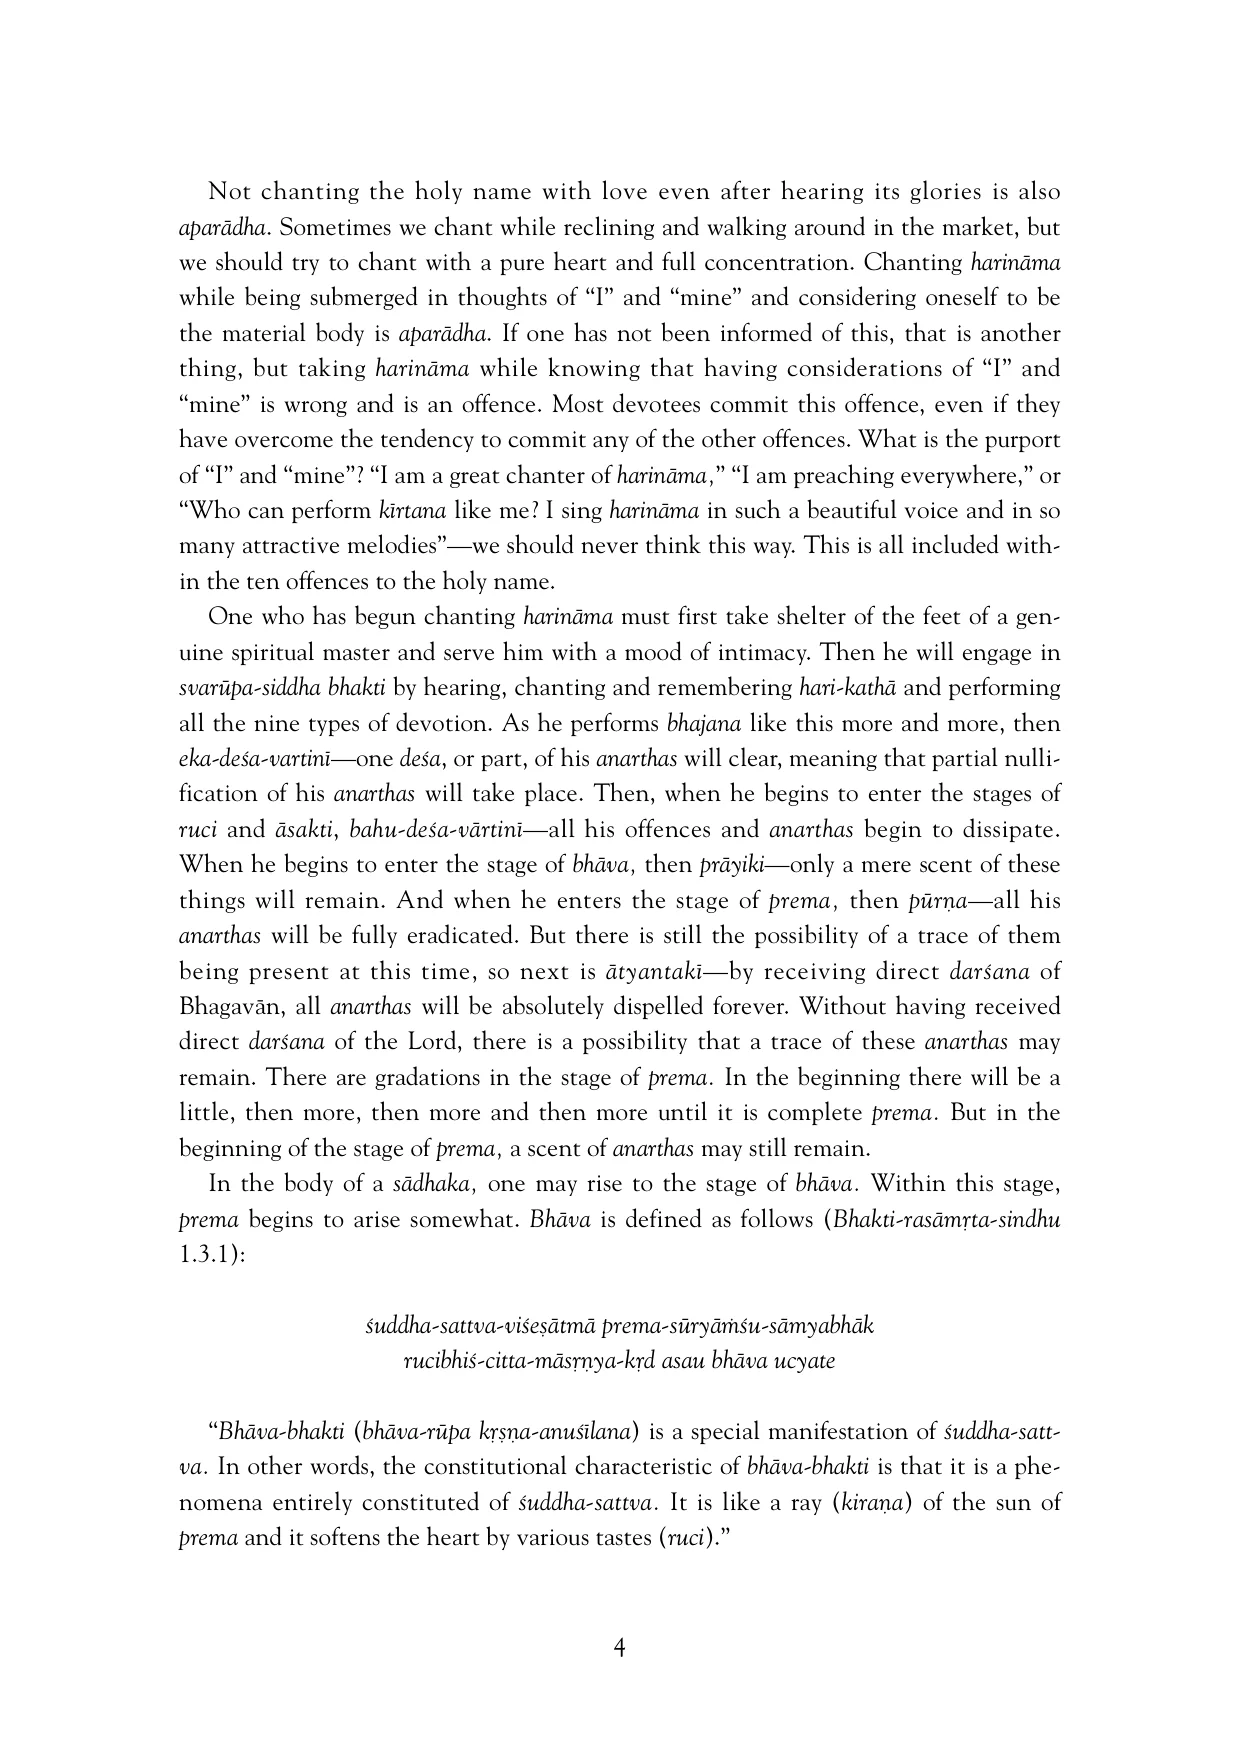 Not chanting the holy name with love even after hearing its glories is also
aparādha. Sometimes we chant while reclining and walking around in the market, but
we should try to chant with a pure heart and full concentration. Chanting harināma
while being submerged in thoughts of “I” and “mine” and considering oneself to be
the material body is aparādha. If one has not been informed of this, that is another
thing, but taking harināma while knowing that having considerations of “I” and
“mine” is wrong and is an offence. Most devotees commit this offence, even if they
have overcome the tendency to commit any of the other offences. What is the purport
of “I” and “mine”? “I am a great chanter of harināma,” “I am preaching everywhere,” or
“Who can perform kīrtana like me? I sing harināma in such a beautiful voice and in so
many attractive melodies”—we should never think this way. This is all included with-
in the ten offences to the holy name.
One who has begun chanting harināma must first take shelter of the feet of a gen-
uine spiritual master and serve him with a mood of intimacy. Then he will engage in
svarūpa-siddha bhakti by hearing, chanting and remembering hari-kathā and performing
all the nine types of devotion. As he performs bhajana like this more and more, then
eka-deśa-vartinī—one deśa, or part, of his anarthas will clear, meaning that partial nulli-
fication of his anarthas will take place. Then, when he begins to enter the stages of
ruci and āsakti, bahu-deśa-vārtinī—all his offences and anarthas begin to dissipate.
When he begins to enter the stage of bhāva, then prāyiki—only a mere scent of these
things will remain. And when he enters the stage of prema, then pūrṇa—all his
anarthas will be fully eradicated. But there is still the possibility of a trace of them
being present at this time, so next is ātyantakī—by receiving direct darśana of
Bhagavān, all anarthas will be absolutely dispelled forever. Without having received
direct darśana of the Lord, there is a possibility that a trace of these anarthas may
remain. There are gradations in the stage of prema. In the beginning there will be a
little, then more, then more and then more until it is complete prema. But in the
beginning of the stage of prema, a scent of anarthas may still remain.
In the body of a sādhaka, one may rise to the stage of bhāva. Within this stage,
prema begins to arise somewhat. Bhāva is defined as follows (Bhakti-rasāmṛta-sindhu
1.3.1):
śuddha-sattva-viśeṣātmā prema-sūryāṁśu-sāmyabhāk
rucibhiś-citta-māsṛṇya-kṛd asau bhāva ucyate
“Bhāva-bhakti (bhāva-rūpa kṛṣṇa-anuśīlana) is a special manifestation of śuddha-satt-
va. In other words, the constitutional characteristic of bhāva-bhakti is that it is a phe-
nomena entirely constituted of śuddha-sattva. It is like a ray (kiraṇa) of the sun of
prema and it softens the heart by various tastes (ruci).”
4